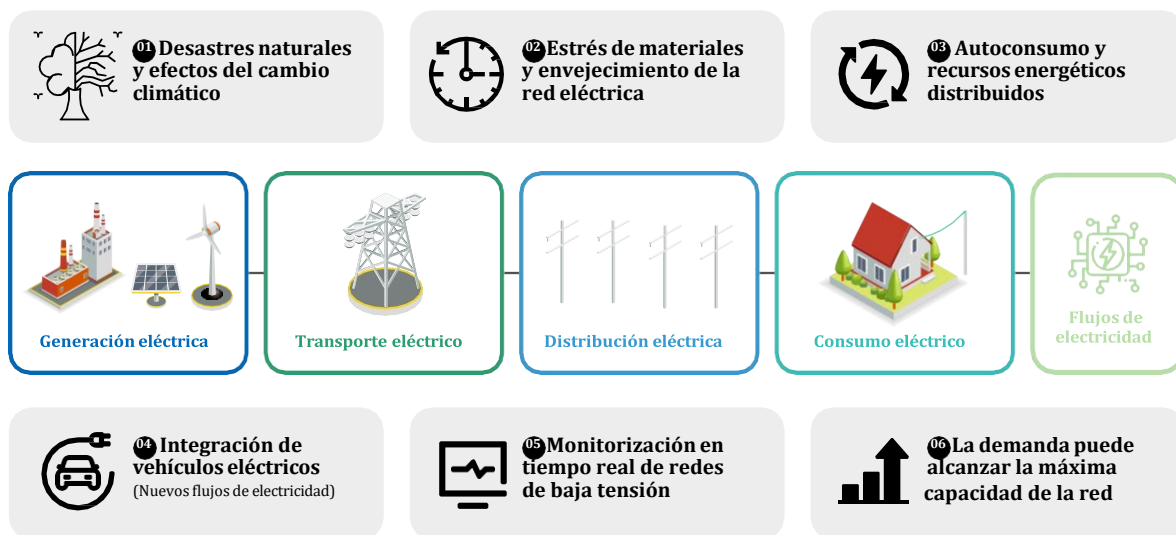 01 Desastres naturales
y efectos del cambio
climático
02 Estrés de materiales
y envejecimiento de la
red eléctrica
03 Autoconsumo y
recursos energéticos
distribuidos
Generación eléctrica
Transporte eléctrico
Distribución eléctrica
Consumo eléctrico
Flujos de
electricidad
04 Integración de
vehículos eléctricos
(Nuevos flujos de electricidad)
05 Monitorización en
tiempo real de redes
de baja tensión
06 La demanda puede
alcanzar la máxima
capacidad de la red